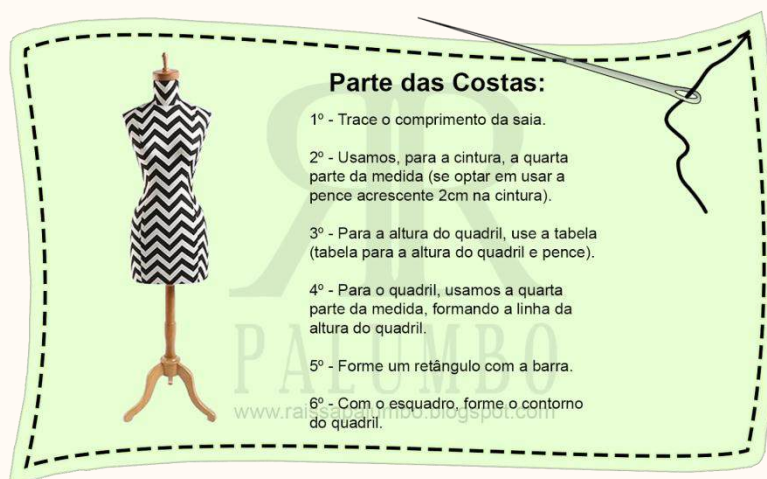 Parte das Costas:
1º - Trace o comprimento da saia.
2º - Usamos, para a cintura, a quarta
parte da medida (se optar em usar a
pence acrescente 2cm na cintura).
3º - Para a altura do quadril, use a tabela
(tabela para a altura do quadril e pence).
4º - Para o quadril, usamos a quarta
parte da medida, formando a linha da
altura do quadril.
5º - Forme um retângulo com a barra.
6º - Com o esquadro, forme o contorno
do quadril.
RR
PALUMBO
www.raissapalumbo.blogspot.com